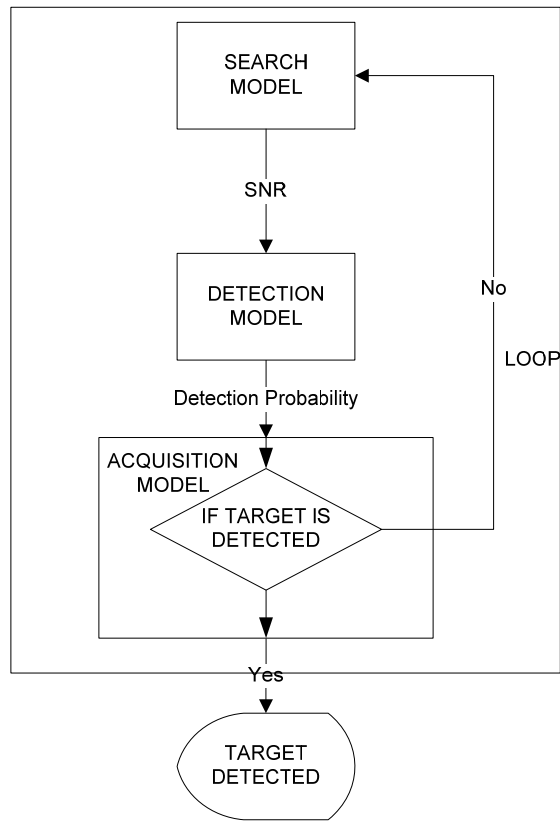 SEARCH
MODEL
SNR
DETECTION
MODEL
No
LOOP
Detection Probability
ACQUISITION
MODEL
IF TARGET IS
DETECTED
Yes
TARGET
DETECTED